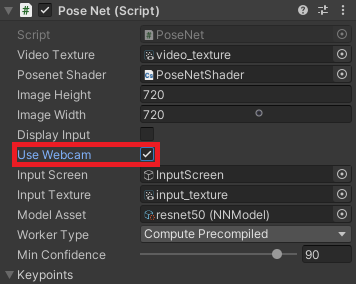 Pose Net (Script)
Script PoseNet
Video Texture video_texture
Posenet Shader PoseNetShader
Image Height 720
Image Width 720
Display Input
Use Webcam
Input Screen InputScreen
Input Texture input_texture
Model Asset resnet50 (NNModel)
Worker Type Compute Precompiled
Min Confidence 90
Keypoints